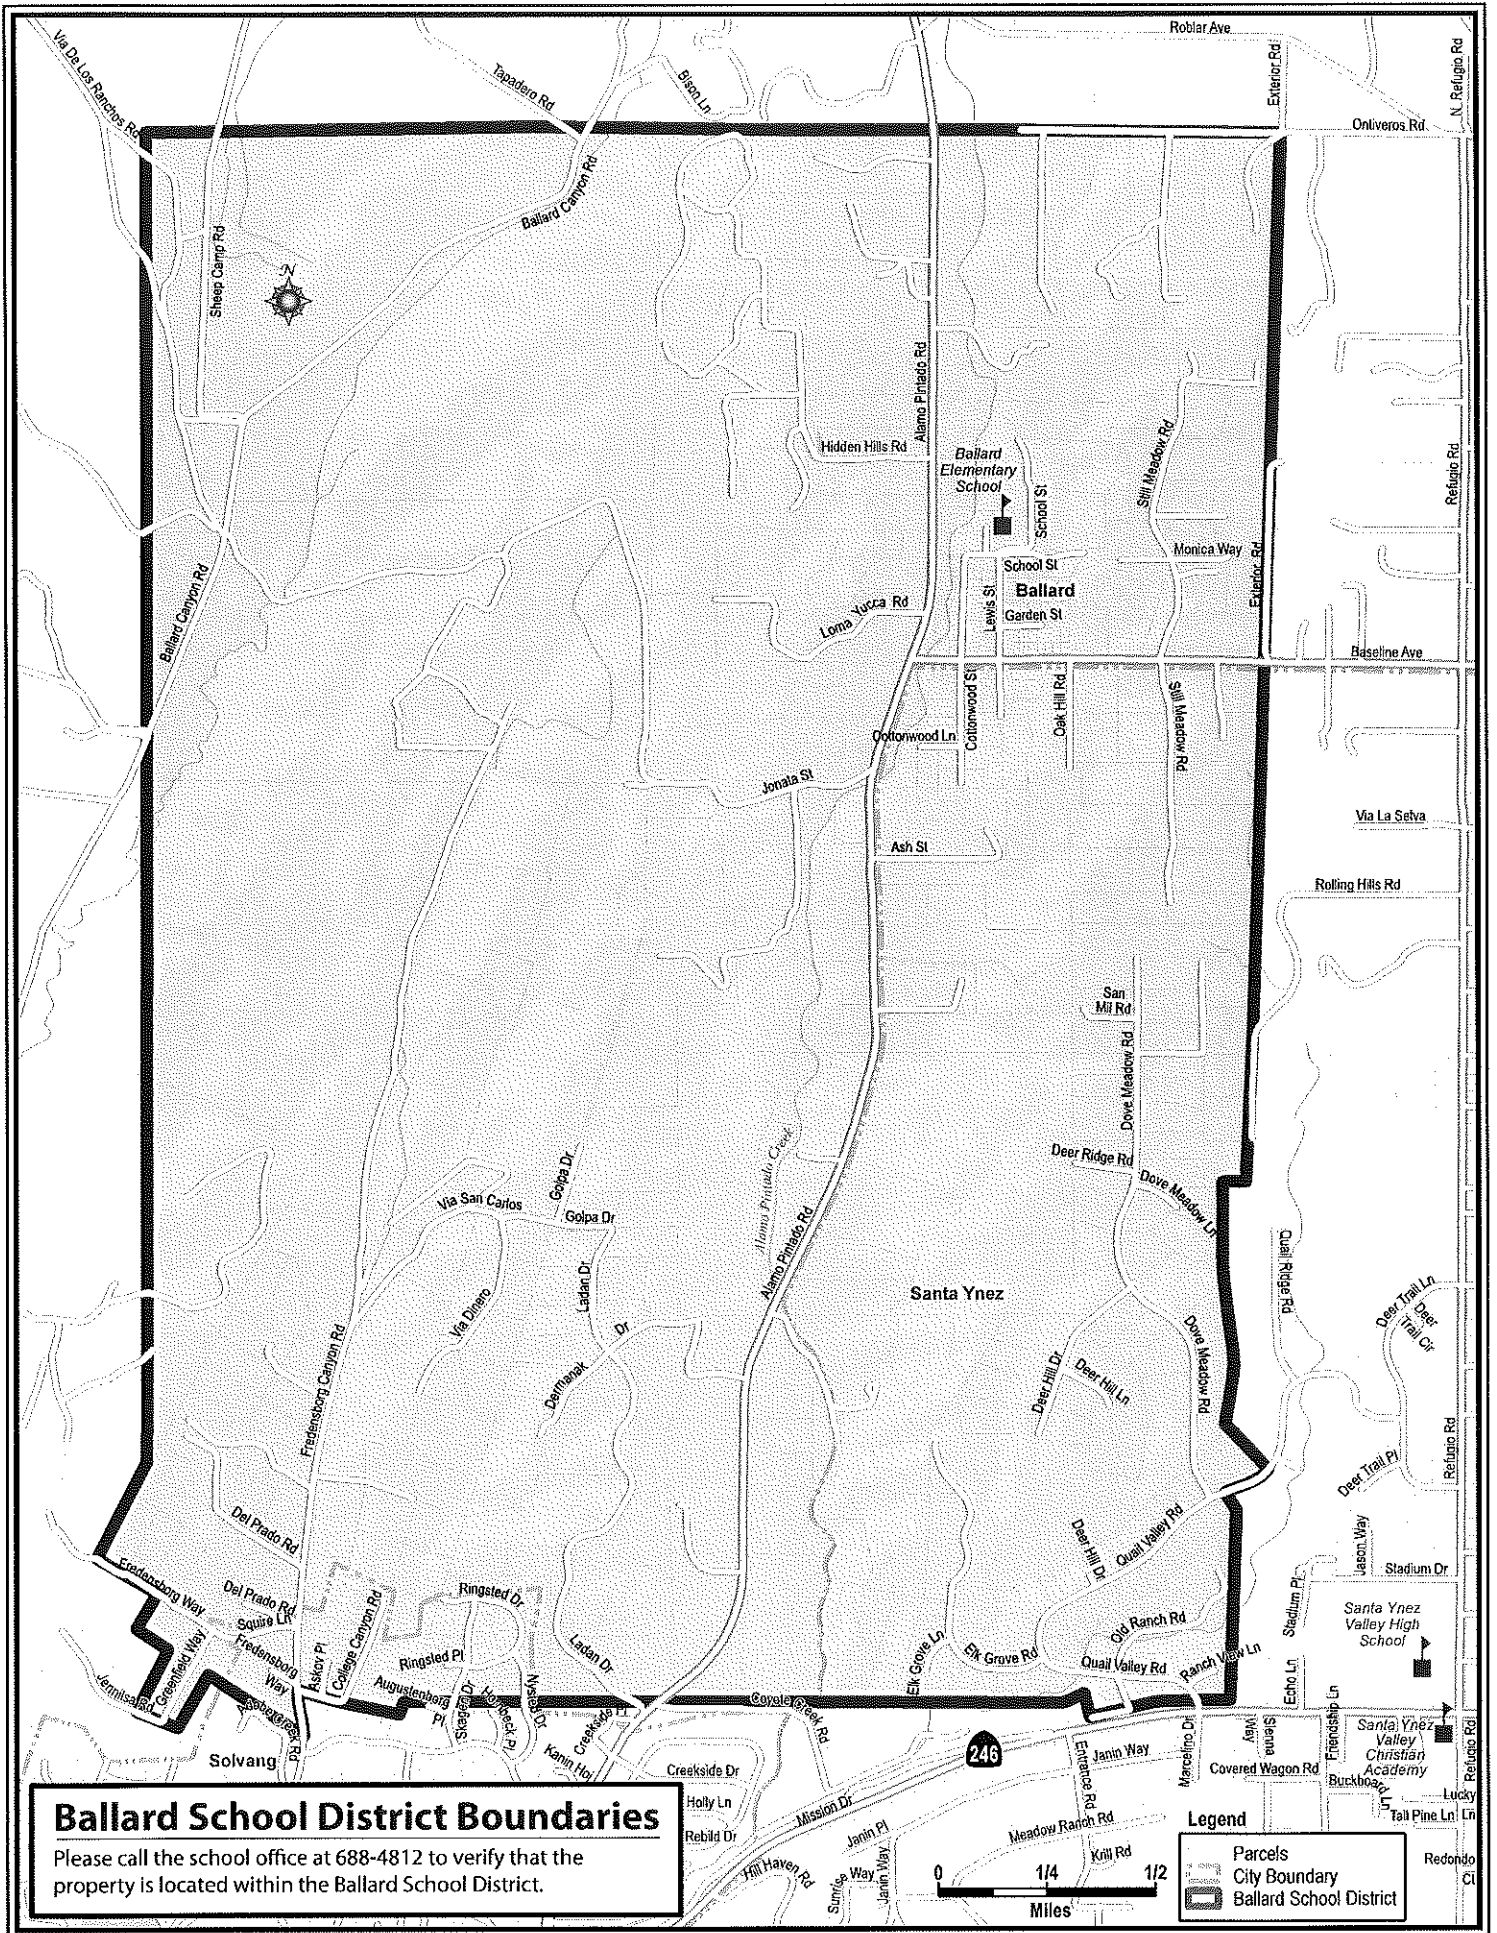 Roblar Ave
Via De Los Ranchos Rd
Tapadero Rd
Bison Ln
Exterior Rd
N. Refugio Rd
Ontiveros Rd
Ballard Canyon Rd
Sheep Camp Rd
N
Alamo Pintado Rd
Hidden Hills Rd
Ballard
Elementary
School
School St
Still Meadow Rd
Refugio Rd
Monica Way
School St
Ballard
Exterior Rd
Ballard Canyon Rd
Loma Yucca Rd
Lewis St
Garden St
Baseline Ave
Cottonwood St
Oak Hill Rd
Still Meadow Rd
Cottonwood Ln
Jonata St
Via La Selva
Ash St
Rolling Hills Rd
San
Mil Rd
Dove Meadow Rd
Alamo Pintado Creek
Deer Ridge Rd
Golpa Dr
Via San Carlos
Golpa Dr
Dove Meadow Ln
Alamo Pintado Rd
Quail Ridge Rd
Ladan Dr
Santa Ynez
Via Dinero
Deer Trail Ln
Deer
Trail Cir
Fredensborg Canyon Rd
Dermanak Dr
Dove Meadow Rd
Deer Hill Dr
Deer Hill Ln
Refugio Rd
Deer Trail Pl
Del Prado Rd
Deer Hill Dr
Quail Valley Rd
Jason Way
Fredensborg Way
Stadium Dr
Del Prado Rd
Ringsted Dr
Stadium Pl
Squire Ln
College Canyon Rd
Old Ranch Rd
Santa Ynez
Valley High
School
Greenfield Way
Fredensborg
Way
Askov Pl
Ringsted Pl
Ladan Dr
Elk Grove Ln
Elk Grove Rd
Quail Valley Rd
Ranch View Ln
Echo Ln
Augustenborg
Pl
Skagen Dr
Nysted Dr
Creekside Pl
Coyote Creek Rd
Friendship Ln
Solvang
246
Entrance Rd
Janin Way
Marcelino Dr
Sienna
Way
Santa Ynez
Valley
Christian
Academy
Refugio Rd
Creekside Dr
Covered Wagon Rd
Buckboard Ln
Holly Ln
Mission Dr
Lucky
Ln
Tall Pine Ln
Rebild Dr
Janin Pl
Meadow Ranch Rd
Krill Rd
Hill Haven Rd
Sunrise Way
Janin Way
Redondo
Ct
Ballard School District Boundaries
Please call the school office at 688-4812 to verify that the
property is located within the Ballard School District.
0 1/4 1/2
Miles
Legend
Parcels
City Boundary
Ballard School District